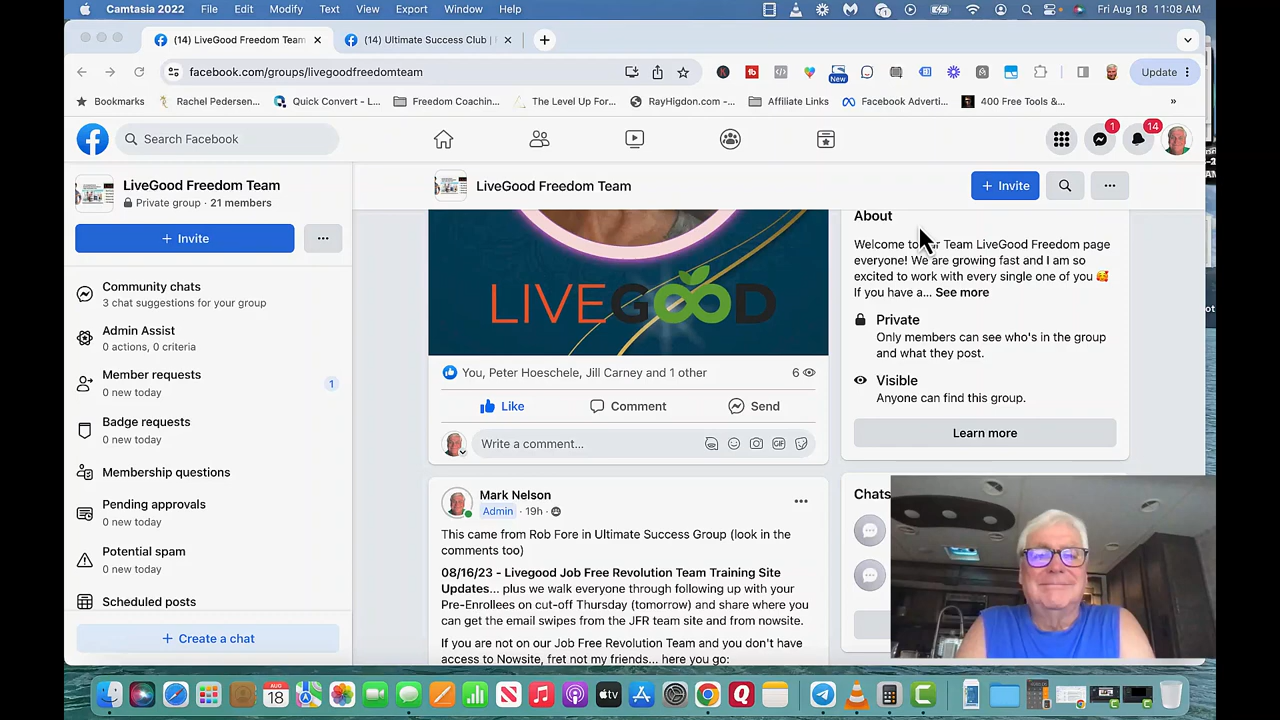 Camtasia 2022 File Edit Modify Text View Export Window Help
1 Fri Aug 18 11:08 AM
(14) LiveGood Freedom Team
(14) Ultimate Success Club |
facebook.com/groups/livegoodfreedomteam
New
Update
Bookmarks
Rachel Pedersen...
Quick Convert - L...
Freedom Coachin...
The Level Up For...
RayHigdon.com -...
Affiliate Links
Facebook Adverti...
400 Free Tools &...
»
Search Facebook
1
14
LiveGood Freedom Team
Private group · 21 members
+ Invite
Community chats
3 chat suggestions for your group
Admin Assist
0 actions, 0 criteria
Member requests
0 new today
1
Badge requests
0 new today
Membership questions
Pending approvals
0 new today
Potential spam
0 new today
Scheduled posts
+ Create a chat
LiveGood Freedom Team
+ Invite
LIVEGOOD
You, Peter Hoeschele, Jill Carney and 1 other
6
Like
Comment
Send
Write a comment...
Mark Nelson
Admin · 19h ·
This came from Rob Fore in Ultimate Success Group (look in the
comments too)
08/16/23 - Livegood Job Free Revolution Team Training Site
Updates... plus we walk everyone through following up with your
Pre-Enrollees on cut-off Thursday (tomorrow) and share where you
can get the email swipes from the JFR team site and from nowsite.
If you are not on our Job Free Revolution Team and you don't have
access to Nowsite, fret not my friends... here you go:
About
Welcome to r Team LiveGood Freedom page
everyone! We are growing fast and I am so
excited to work with every single one of you 🥰
If you have a... See more
Private
Only members can see who's in the group
and what they post.
Visible
Anyone can find this group.
Learn more
Chats
AUG
18
tv